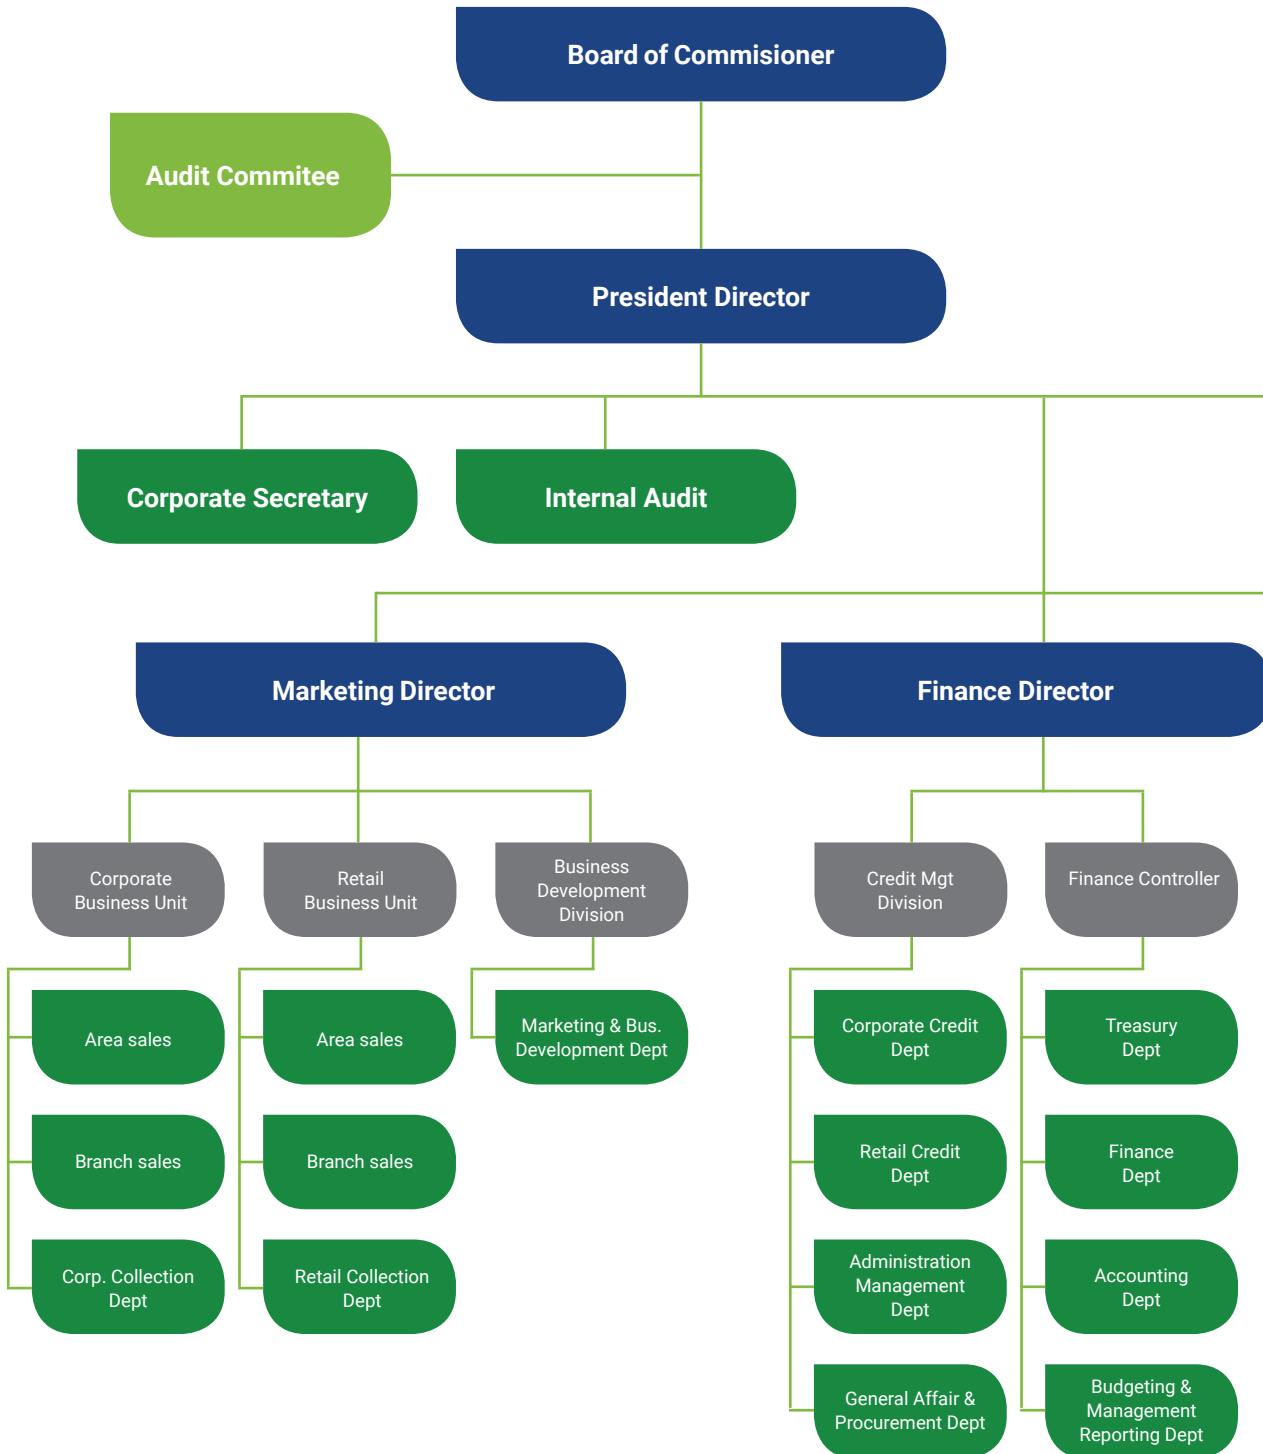 Board of Commisioner
Audit Commitee
President Director
Corporate Secretary
Internal Audit
Marketing Director
Finance Director
Corporate
Business Unit
Retail
Business Unit
Business
Development
Division
Credit Mgt
Division
Finance Controller
Area sales
Area sales
Marketing & Bus.
Development Dept
Corporate Credit
Dept
Treasury
Dept
Branch sales
Branch sales
Retail Credit
Dept
Finance
Dept
Corp. Collection
Dept
Retail Collection
Dept
Administration
Management
Dept
Accounting
Dept
General Affair &
Procurement Dept
Budgeting &
Management
Reporting Dept